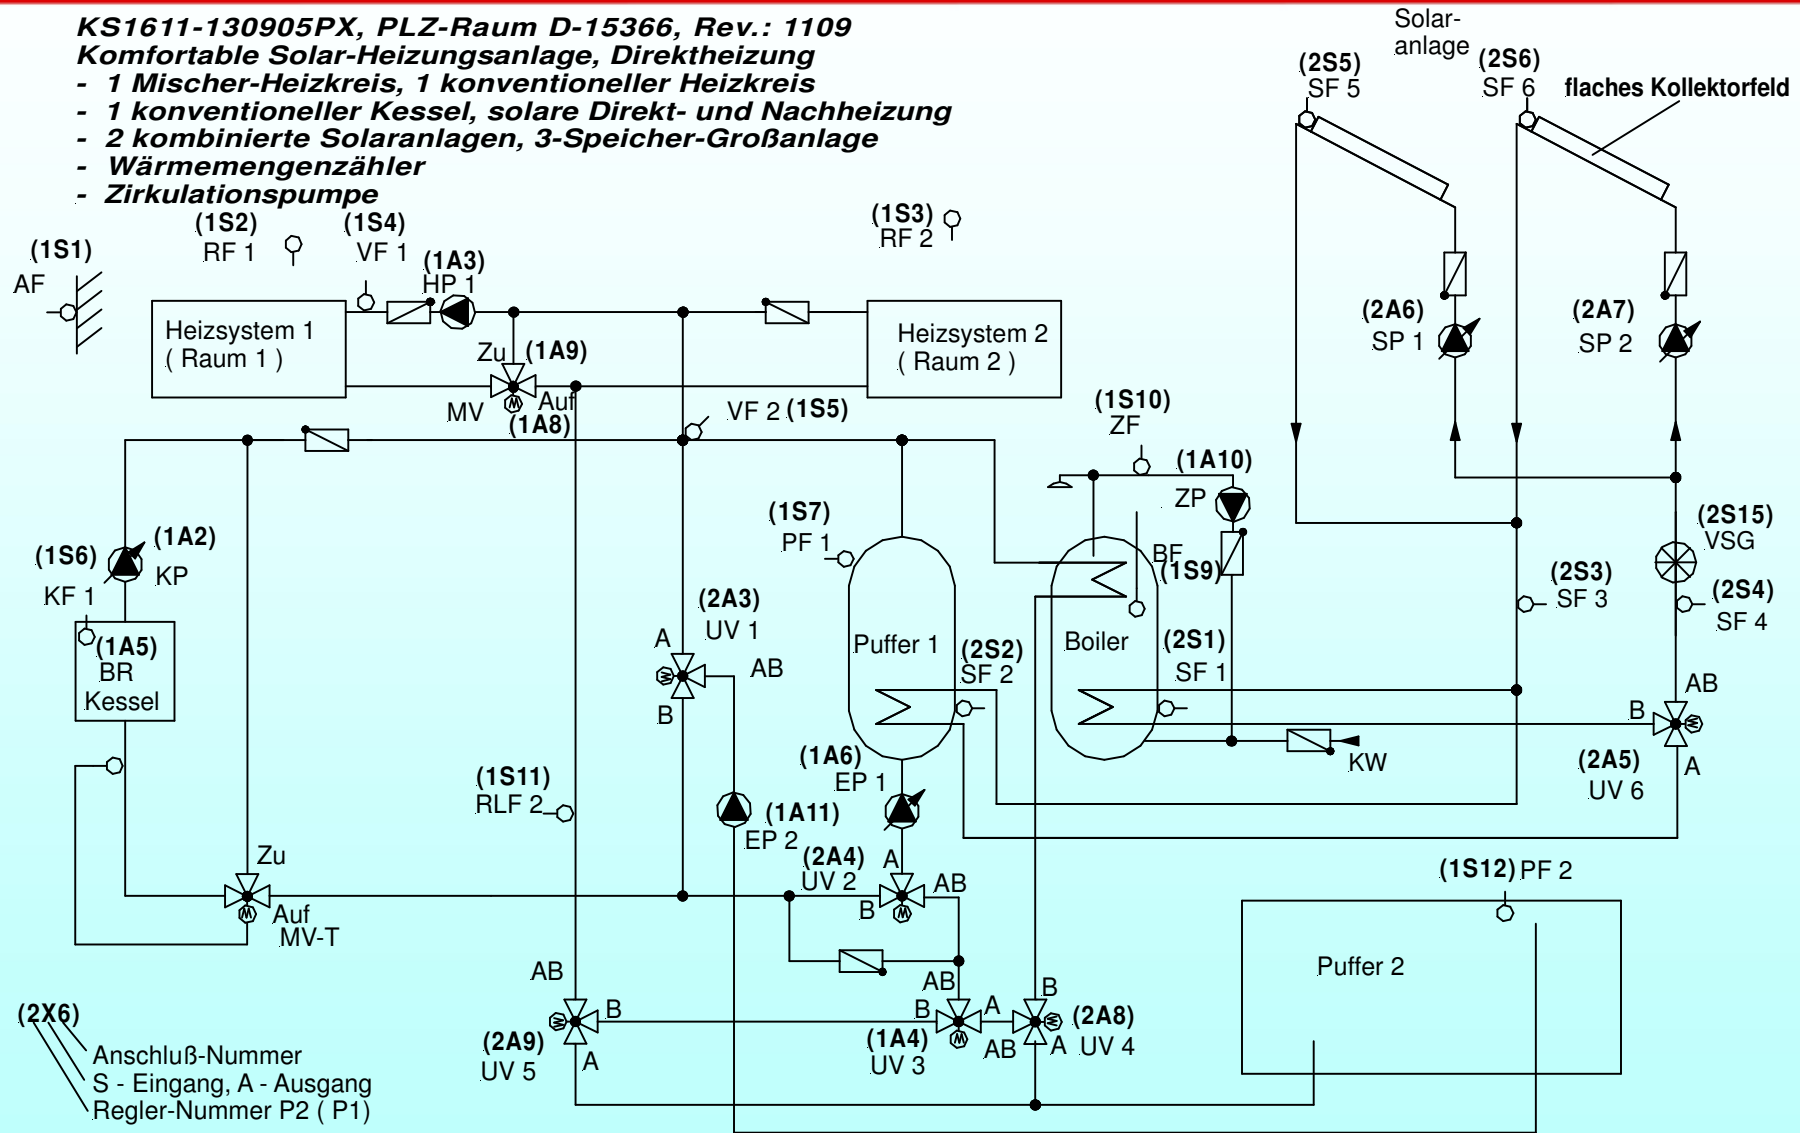 KS1611-130905PX, PLZ-Raum D-15366, Rev.: 1109
Komfortable Solar-Heizungsanlage, Direktheizung
- 1 Mischer-Heizkreis, 1 konventioneller Heizkreis
- 1 konventioneller Kessel, solare Direkt- und Nachheizung
- 2 kombinierte Solaranlagen, 3-Speicher-Großanlage
- Wärmemengenzähler
- Zirkulationspumpe
Solar-
anlage
(2S5)
SF 5
(2S6)
SF 6
flaches Kollektorfeld
(1S1)
AF
(1S2)
RF 1
(1S4)
VF 1
(1A3)
HP 1
(1S3)
RF 2
Heizsystem 1
( Raum 1 )
Zu
(1A9)
MV
Auf
(1A8)
Heizsystem 2
( Raum 2 )
VF 2 (1S5)
(2A6)
SP 1
(2A7)
SP 2
(1S10)
ZF
(1A10)
ZP
(1S7)
PF 1
BF
(1S9)
(2S15)
VSG
(1S6)
KF 1
(1A2)
KP
(1A5)
BR
Kessel
(2A3)
UV 1
A
AB
B
Puffer 1
(2S2)
SF 2
Boiler
(2S1)
SF 1
(2S3)
SF 3
(2S4)
SF 4
AB
B
A
(2A5)
UV 6
KW
(1A6)
EP 1
(1S11)
RLF 2
(1A11)
EP 2
(2A4)
UV 2
A
AB
B
Zu
Auf
MV-T
(1S12) PF 2
Puffer 2
AB
B
A
(2A9)
UV 5
AB
B
A
(1A4)
UV 3
AB
B
A
(2A8)
UV 4
M
M
M
M
M
M
M
M
(2X6)
Anschluß-Nummer
S - Eingang, A - Ausgang
Regler-Nummer P2 ( P1)